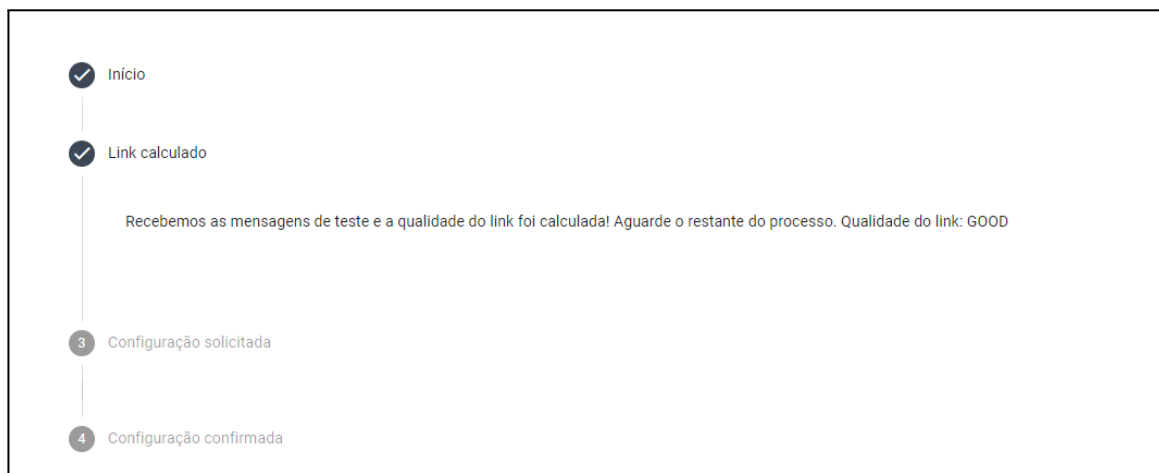 Início
Link calculado
Recebemos as mensagens de teste e a qualidade do link foi calculada! Aguarde o restante do processo. Qualidade do link: GOOD
3 Configuração solicitada
4 Configuração confirmada